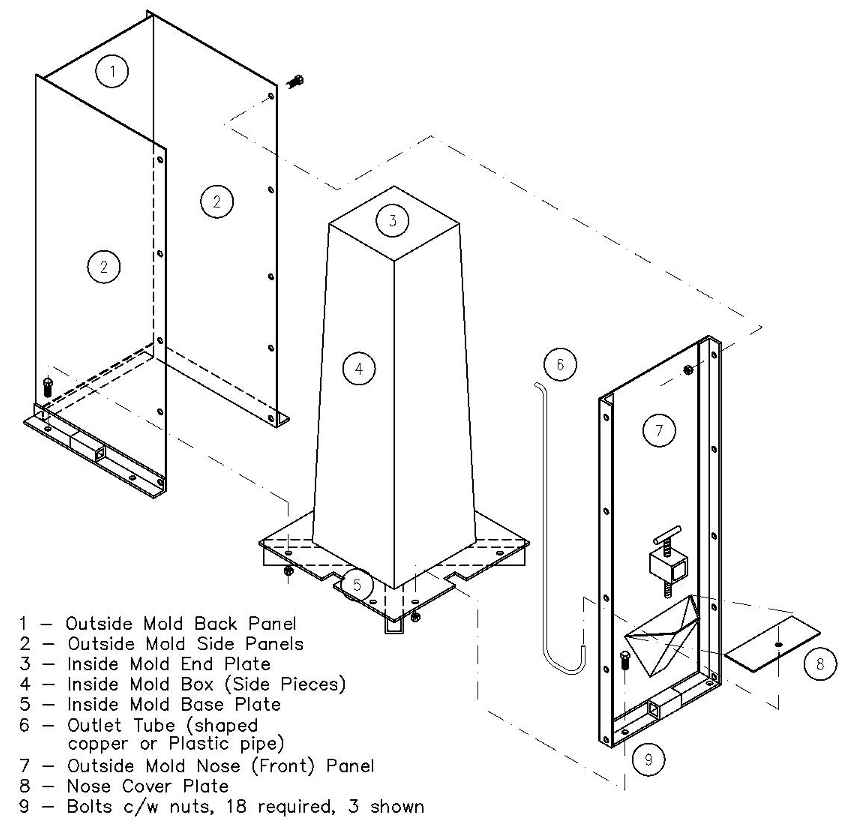 1
2
2
3
4
6
7
5
8
9
1 – Outside Mold Back Panel
2 – Outside Mold Side Panels
3 – Inside Mold End Plate
4 – Inside Mold Box (Side Pieces)
5 – Inside Mold Base Plate
6 – Outlet Tube (shaped
copper or Plastic pipe)
7 – Outside Mold Nose (Front) Panel
8 – Nose Cover Plate
9 – Bolts c/w nuts, 18 required, 3 shown